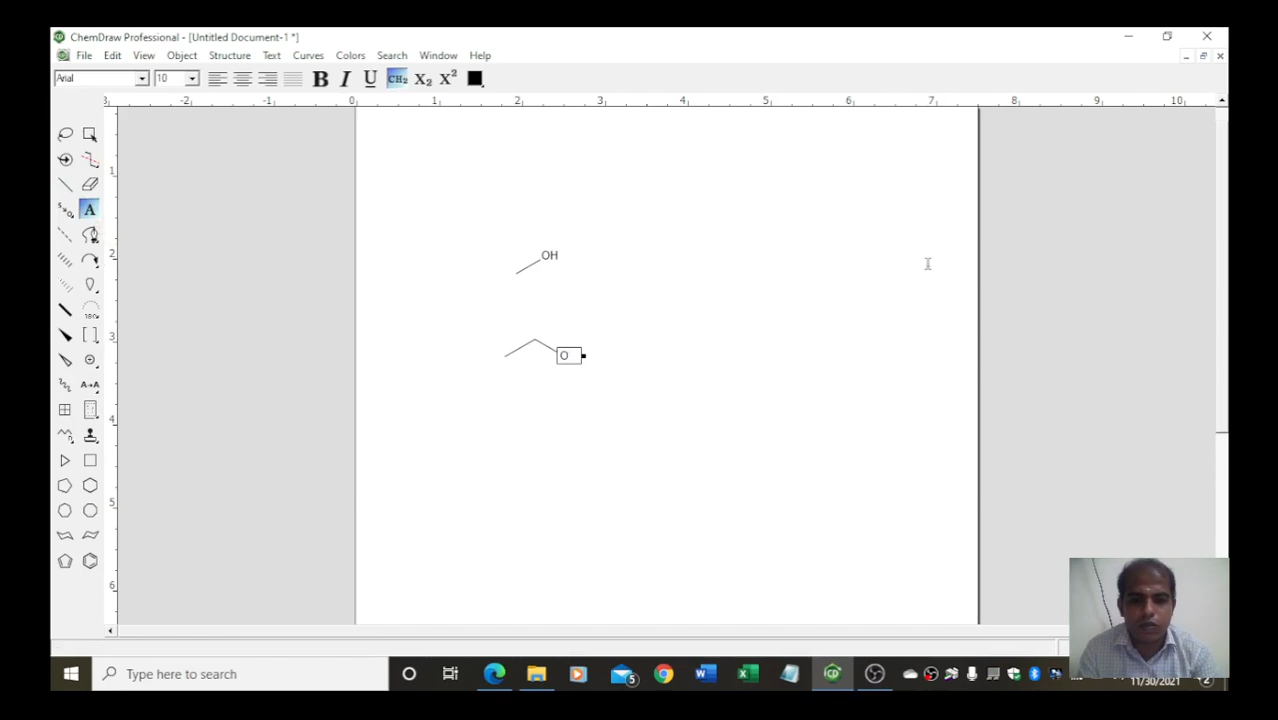 ChemDraw Professional - [Untitled Document-1 *]
File Edit View Object Structure Text Curves Colors Search Window Help
Arial 10 B I U CH2 X2 X2
3 -2 -1 0 1 2 3 4 5 6 7 8 9 10
1
A
2
OH
3
O
4
5
6
Type here to search
5
11/30/2021 2